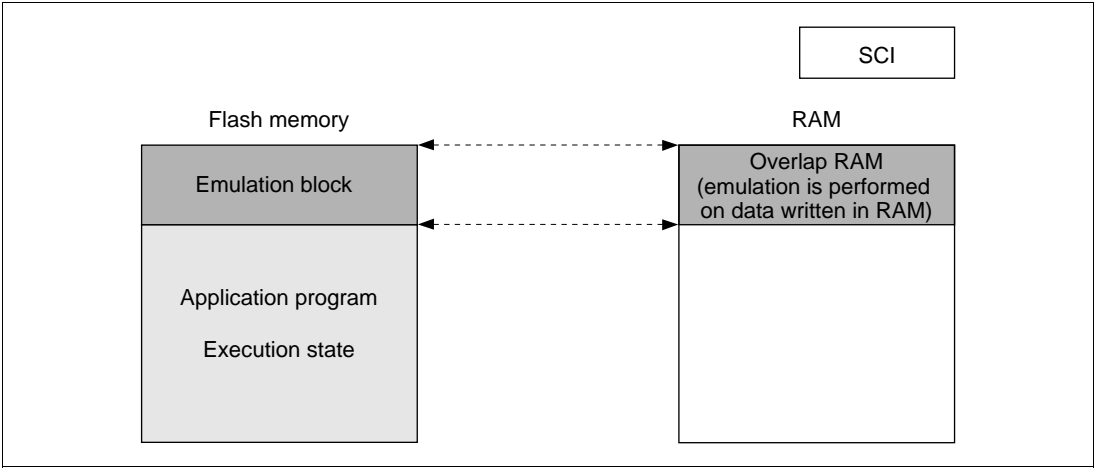 SCI
Flash memory
RAM
Emulation block
Overlap RAM
(emulation is performed
on data written in RAM)
Application program
Execution state